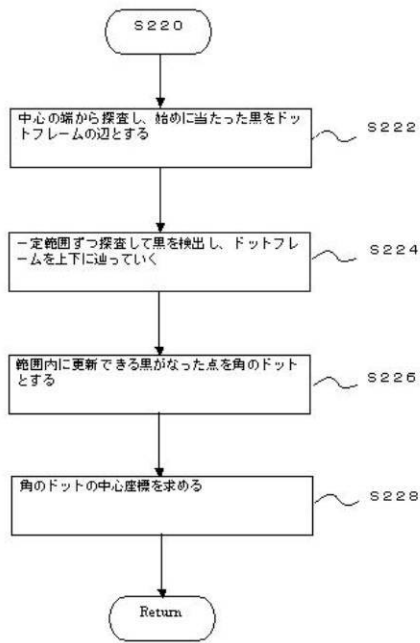 S220
中心の端から探査し、始めに当たった黒をドッ
トフレームの辺とする
S222
一定範囲ずつ探査して黒を検出し、ドットフレ
ームを上下に辿っていく
S224
範囲内に更新できる黒がなった点を角のドット
とする
S226
角のドットの中心座標を求める
S228
Return